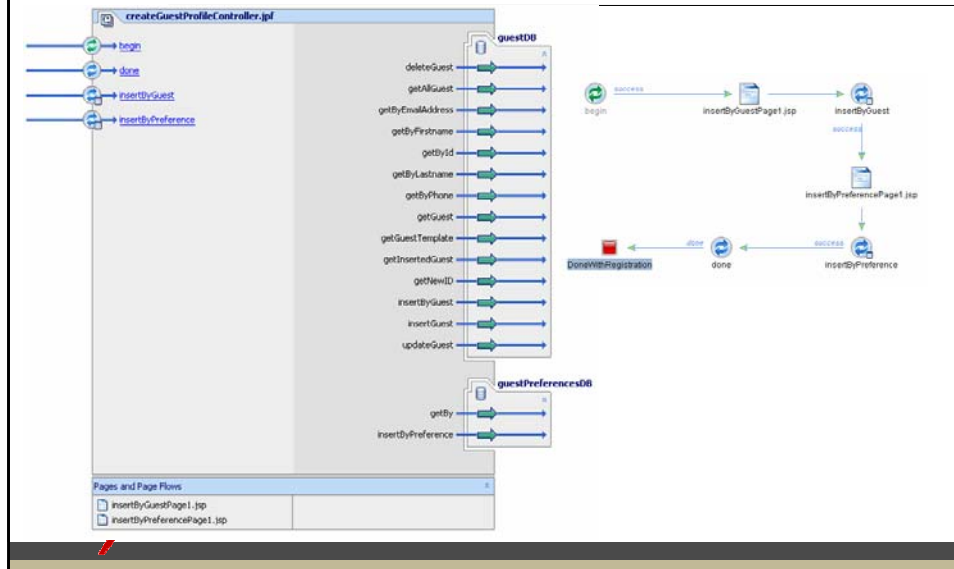 createGuestProfileController.jpf
begin
done
insertByGuest
insertByPreference
guestDB
deleteGuest
getAllGuest
getByEmailAddress
getByFirstname
getById
getByLastname
getByPhone
getGuest
getGuestTemplate
getInsertedGuest
getNewID
insertByGuest
insertGuest
updateGuest
guestPreferencesDB
getBy
insertByPreference
Pages and Page Flows
insertByGuestPage1.jsp
insertByPreferencePage1.jsp
begin
success
insertByGuestPage1.jsp
insertByGuest
success
insertByPreferencePage1.jsp
insertByPreference
success
done
done
DoneWithRegistration